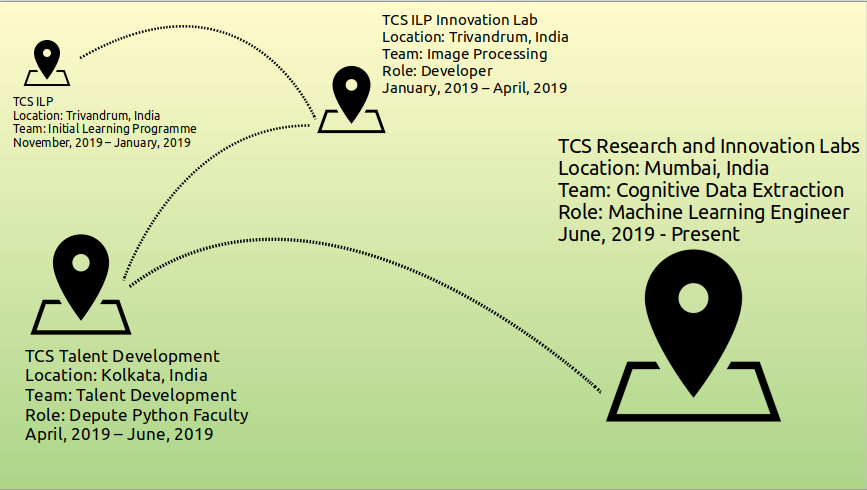 TCS ILP
Location: Trivandrum, India
Team: Initial Learning Programme
November, 2019 – January, 2019
TCS ILP Innovation Lab
Location: Trivandrum, India
Team: Image Processing
Role: Developer
January, 2019 – April, 2019
TCS Talent Development
Location: Kolkata, India
Team: Talent Development
Role: Depute Python Faculty
April, 2019 – June, 2019
TCS Research and Innovation Labs
Location: Mumbai, India
Team: Cognitive Data Extraction
Role: Machine Learning Engineer
June, 2019 - Present